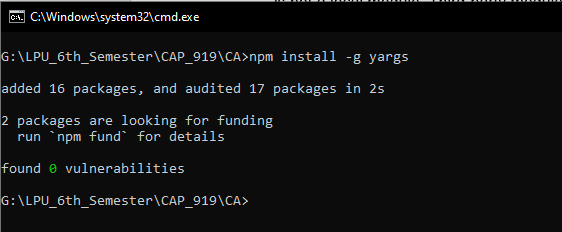 C:\Windows\system32\cmd.exe
G:\LPU_6th_Semester\CAP_919\CA>npm install -g yargs
added 16 packages, and audited 17 packages in 2s
2 packages are looking for funding
  run `npm fund` for details
found 0 vulnerabilities
G:\LPU_6th_Semester\CAP_919\CA>